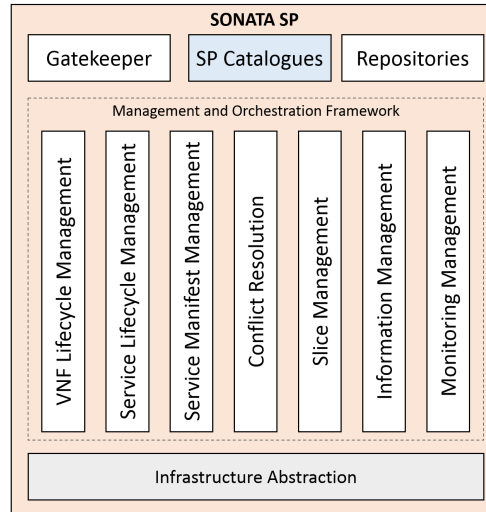 SONATA SP
Gatekeeper
SP Catalogues
Repositories
Management and Orchestration Framework
VNF Lifecycle Management
Service Lifecycle Management
Service Manifest Management
Conflict Resolution
Slice Management
Information Management
Monitoring Management
Infrastructure Abstraction